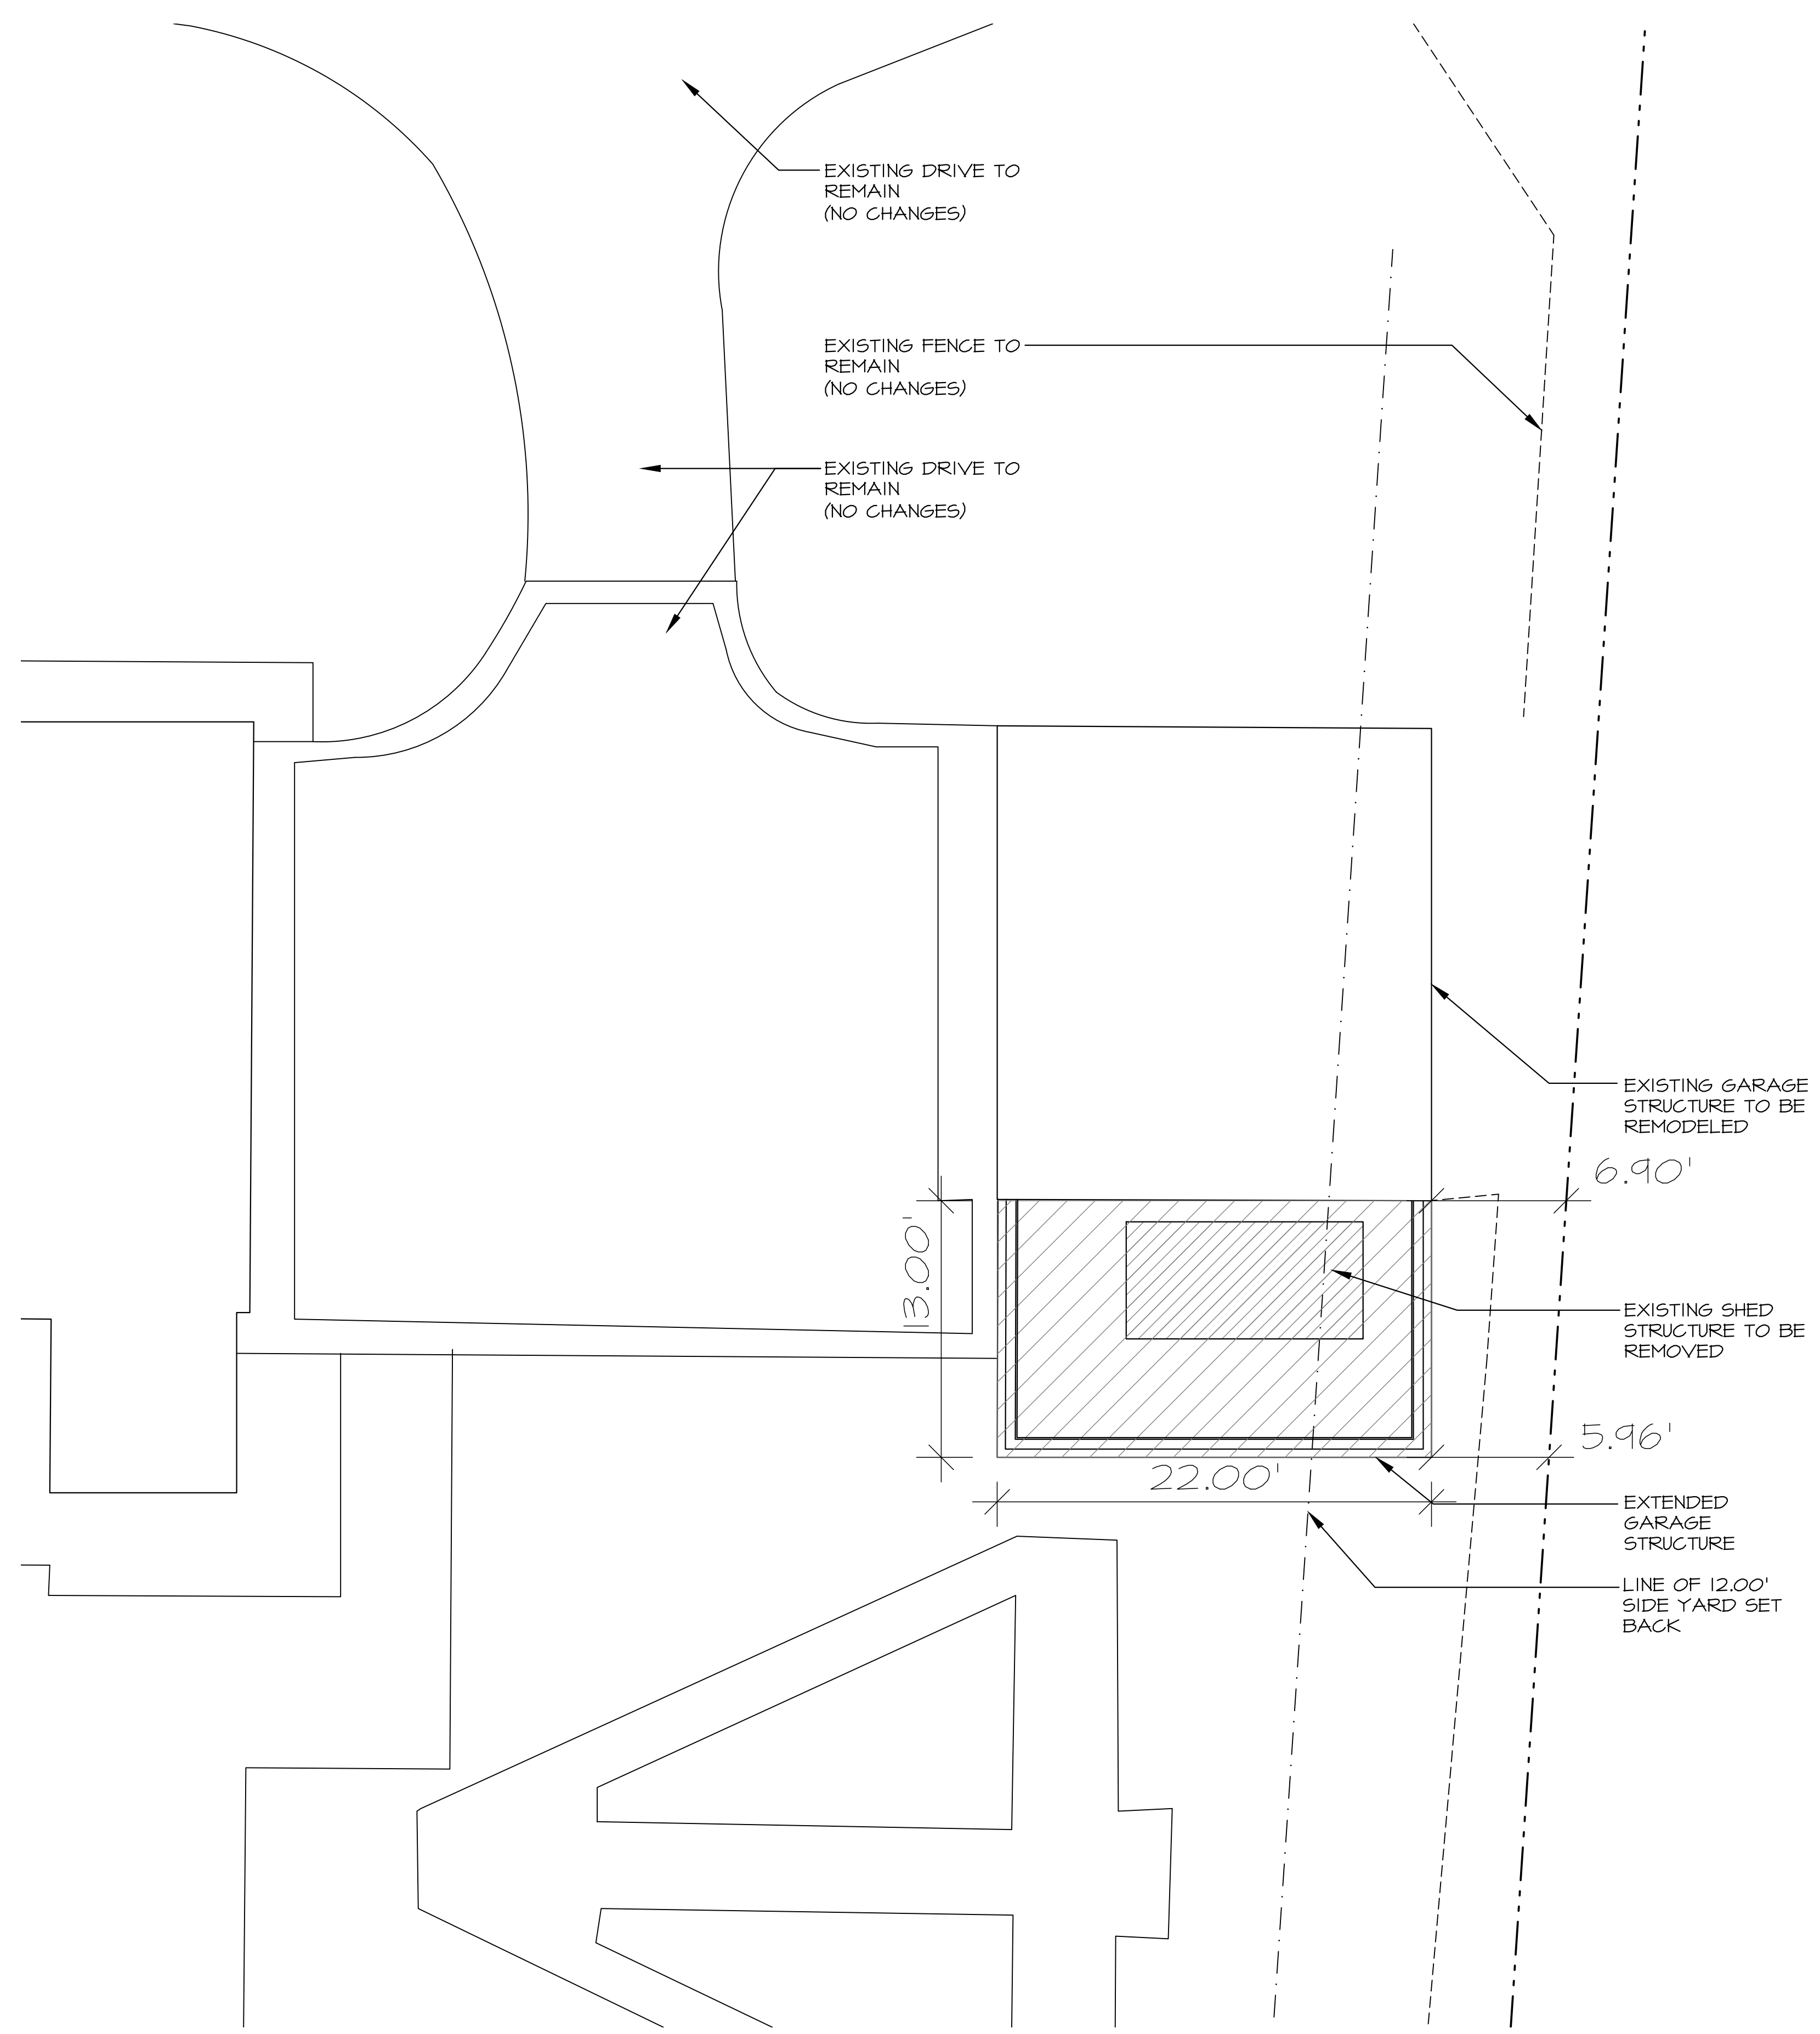 EXISTING DRIVE TO
REMAIN
(NO CHANGES)
EXISTING FENCE TO
REMAIN
(NO CHANGES)
EXISTING DRIVE TO
REMAIN
(NO CHANGES)
EXISTING GARAGE
STRUCTURE TO BE
REMODELED
6.90'
13.00'
EXISTING SHED
STRUCTURE TO BE
REMOVED
5.96'
22.00'
EXTENDED
GARAGE
STRUCTURE
LINE OF 12.00'
SIDE YARD SET
BACK